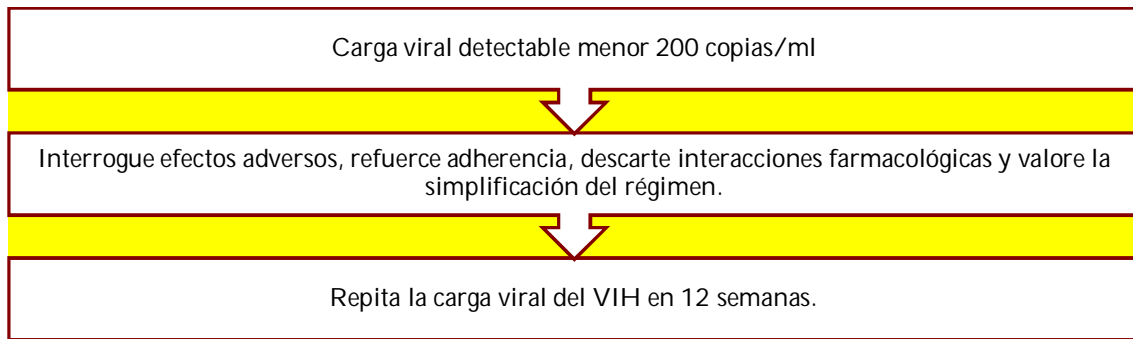 Carga viral detectable menor 200 copias/ml
Interrogue efectos adversos, refuerce adherencia, descarte interacciones farmacológicas y valore la
simplificación del régimen.
Repita la carga viral del VIH en 12 semanas.